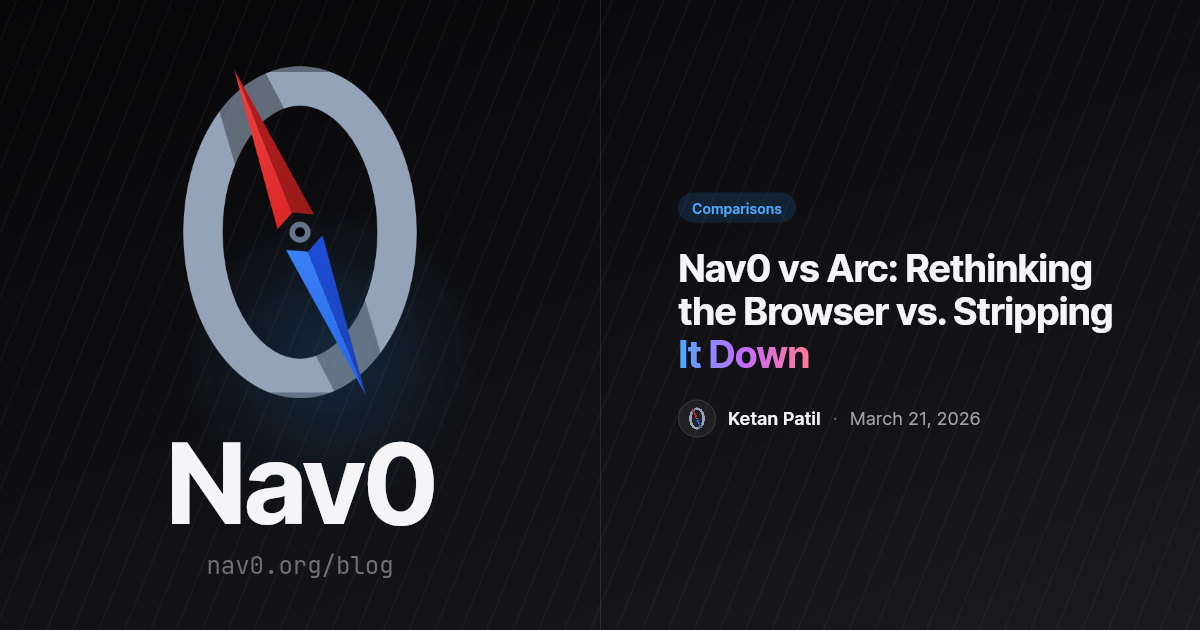 Nav0
nav0.org/blog
Comparisons
Nav0 vs Arc: Rethinking
the Browser vs. Stripping
It Down
Ketan Patil · March 21, 2026